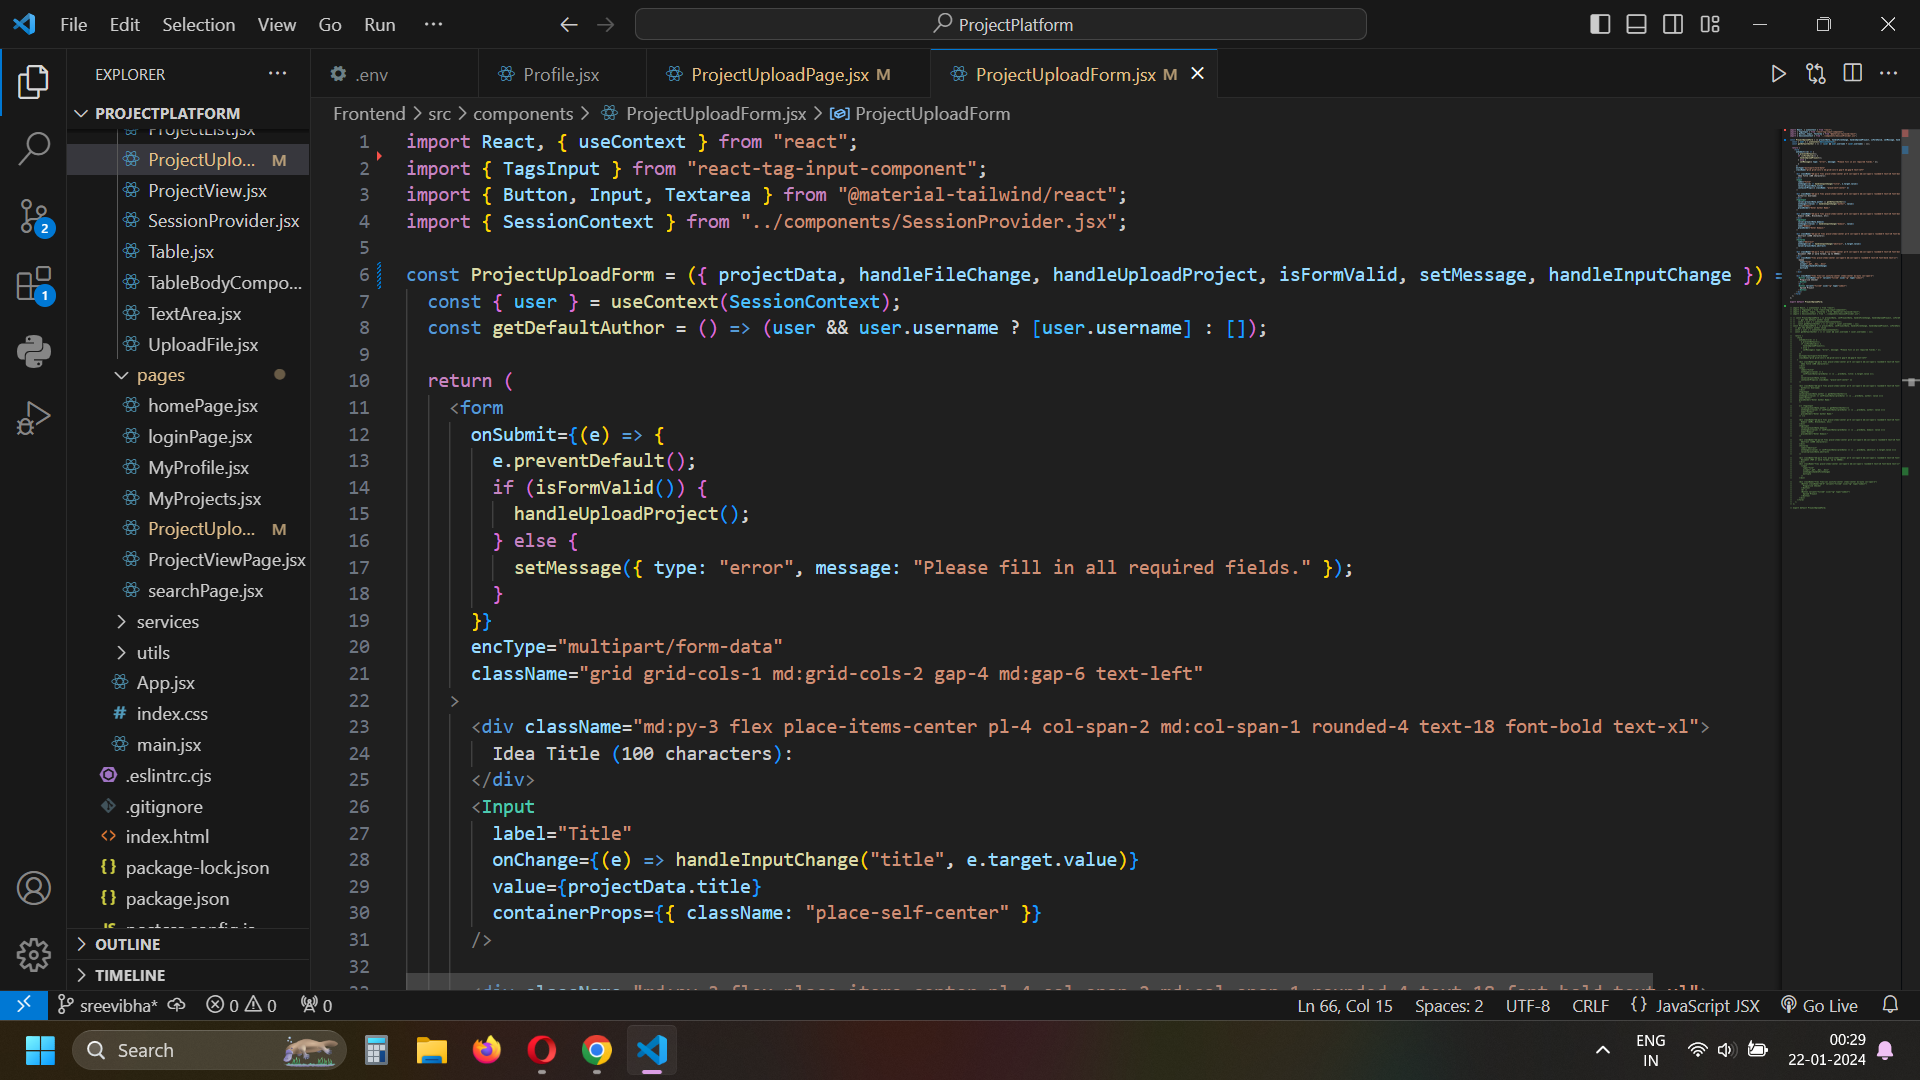 File Edit Selection View Go Run ···
ProjectPlatform
EXPLORER ···
PROJECTPLATFORM
ProjectList.jsx
ProjectUplo... M
ProjectView.jsx
SessionProvider.jsx
Table.jsx
TableBodyCompo...
TextArea.jsx
UploadFile.jsx
pages
homePage.jsx
loginPage.jsx
MyProfile.jsx
MyProjects.jsx
ProjectUplo... M
ProjectViewPage.jsx
searchPage.jsx
services
utils
App.jsx
# index.css
main.jsx
.eslintrc.cjs
.gitignore
<> index.html
{} package-lock.json
{} package.json
OUTLINE
TIMELINE
2
1
.env
Profile.jsx
ProjectUploadPage.jsx M
ProjectUploadForm.jsx M
Frontend > src > components > ProjectUploadForm.jsx > ProjectUploadForm
1 import React, { useContext } from "react";
2 import { TagsInput } from "react-tag-input-component";
3 import { Button, Input, Textarea } from "@material-tailwind/react";
4 import { SessionContext } from "../components/SessionProvider.jsx";
5
6 const ProjectUploadForm = ({ projectData, handleFileChange, handleUploadProject, isFormValid, setMessage, handleInputChange }) =
7 const { user } = useContext(SessionContext);
8 const getDefaultAuthor = () => (user && user.username ? [user.username] : []);
9
10 return (
11 <form
12 onSubmit={(e) => {
13 e.preventDefault();
14 if (isFormValid()) {
15 handleUploadProject();
16 } else {
17 setMessage({ type: "error", message: "Please fill in all required fields." });
18 }
19 }}
20 encType="multipart/form-data"
21 className="grid grid-cols-1 md:grid-cols-2 gap-4 md:gap-6 text-left"
22 >
23 <div className="md:py-3 flex place-items-center pl-4 col-span-2 md:col-span-1 rounded-4 text-18 font-bold text-xl">
24 Idea Title (100 characters):
25 </div>
26 <Input
27 label="Title"
28 onChange={(e) => handleInputChange("title", e.target.value)}
29 value={projectData.title}
30 containerProps={{ className: "place-self-center" }}
31 />
32
sreevibha* 0 0 0
Ln 66, Col 15 Spaces: 2 UTF-8 CRLF {} JavaScript JSX Go Live
Search
ENG
IN
00:29
22-01-2024